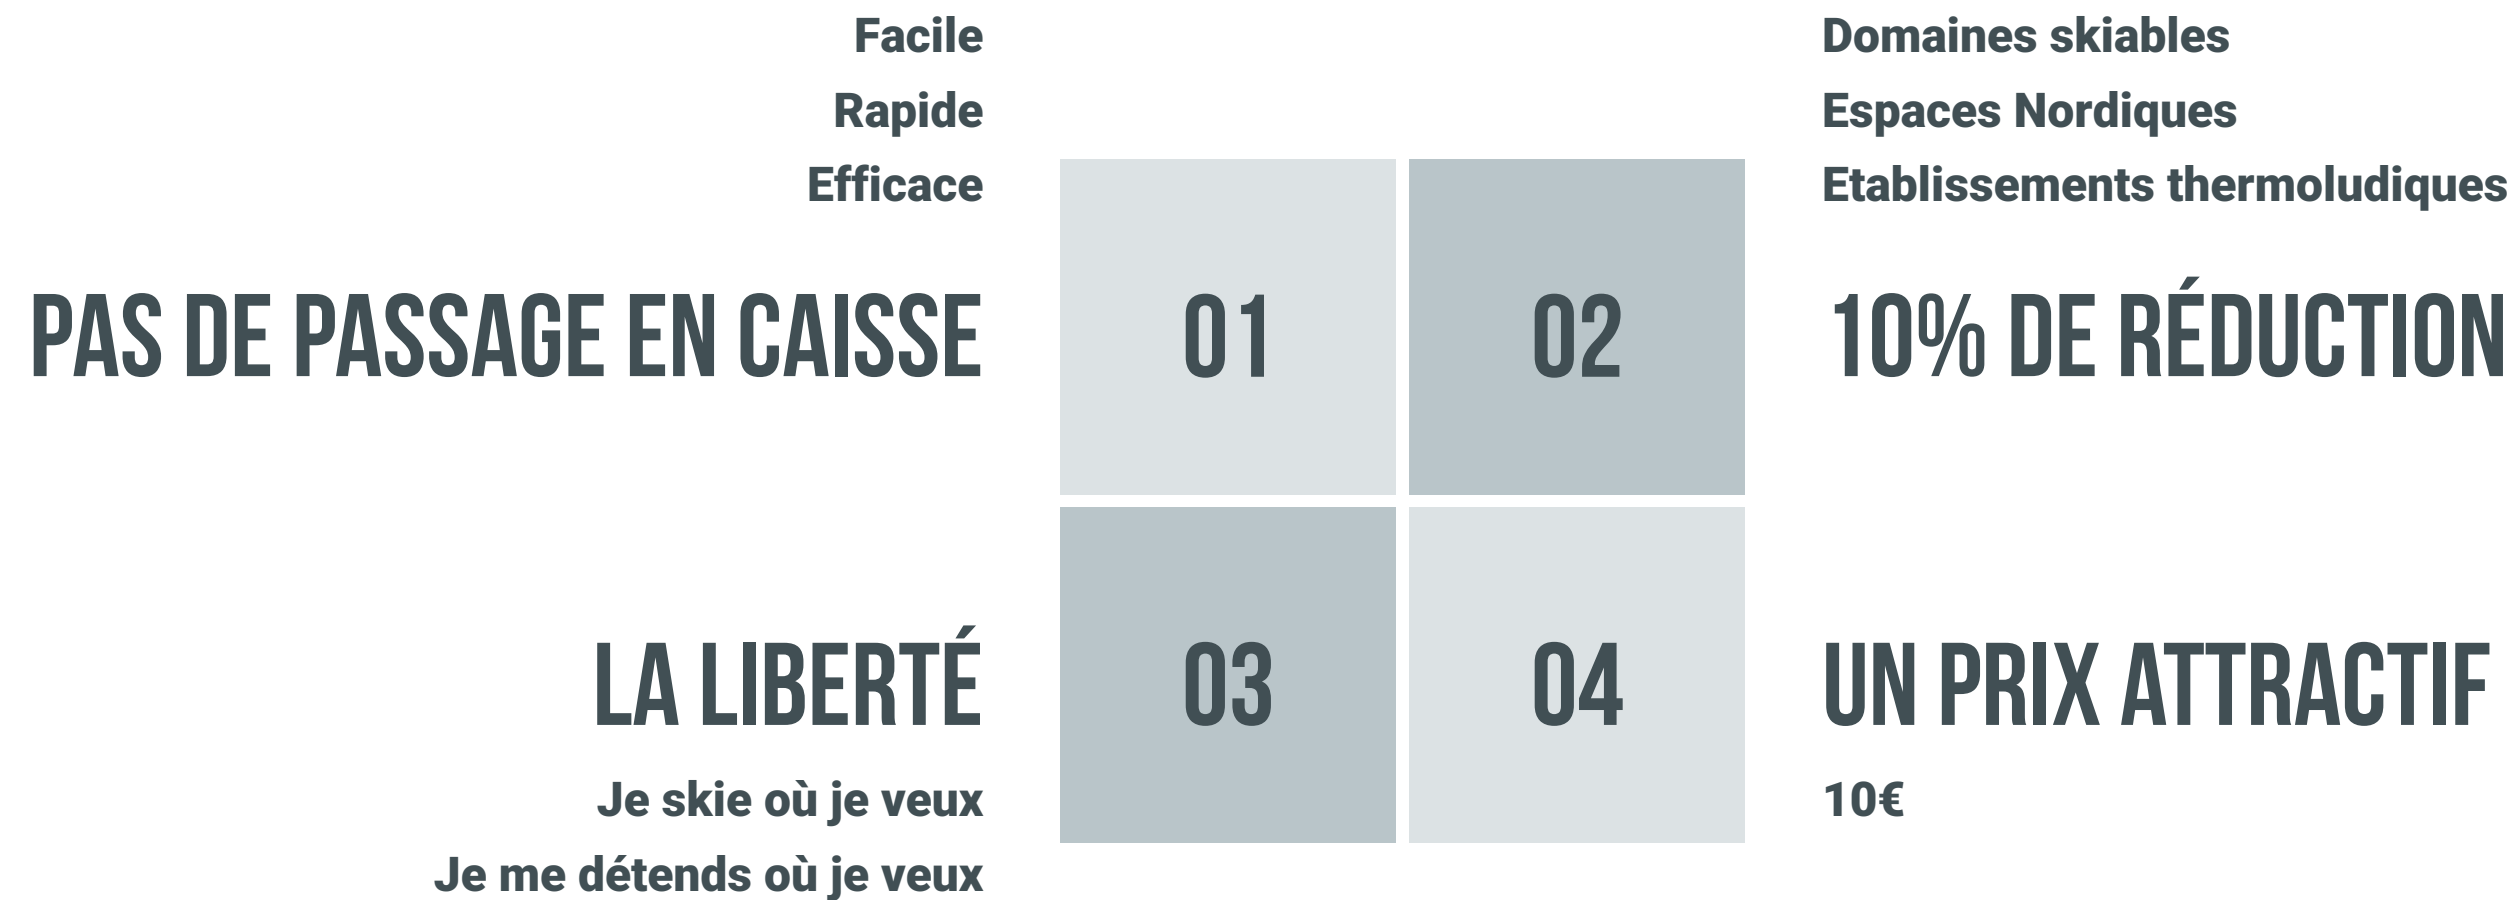 Facile
Rapide
Efficace
PAS DE PASSAGE EN CAISSE
01
02
Domaines skiables
Espaces Nordiques
Etablissements thermoludiques
10% DE RÉDUCTION
LA LIBERTÉ
Je skie où je veux
Je me détends où je veux
03
04
UN PRIX ATTRACTIF
10€